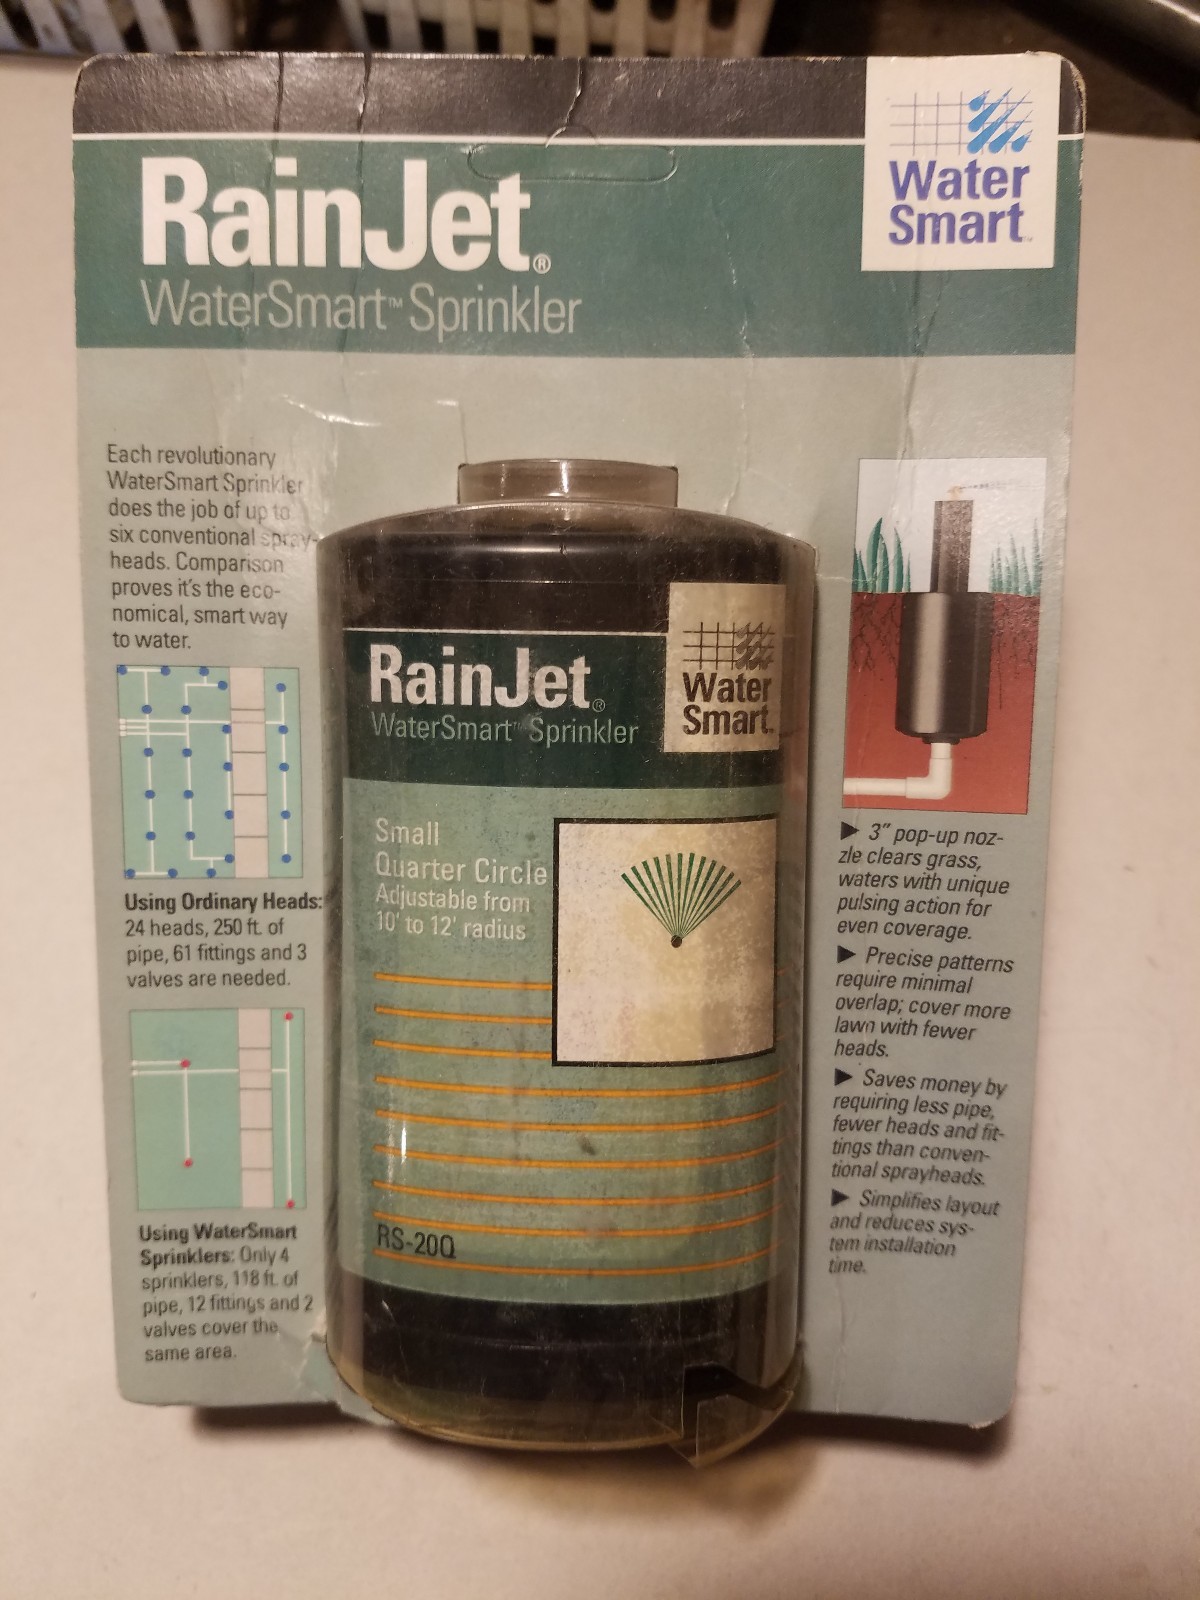 RainJet®
WaterSmart™ Sprinkler
Water
Smart™
Each revolutionary
WaterSmart Sprinkler
does the job of up to
six conventional spray-
heads. Comparison
proves it's the eco-
nomical, smart way
to water.
Using Ordinary Heads:
24 heads, 250 ft. of
pipe, 61 fittings and 3
valves are needed.
Using WaterSmart
Sprinklers: Only 4
sprinklers, 118 ft. of
pipe, 12 fittings and 2
valves cover the
same area.
RainJet®
WaterSmart™ Sprinkler
Water
Smart™
Small
Quarter Circle
Adjustable from
10' to 12' radius
RS-20Q
▶ 3" pop-up noz-
zle clears grass,
waters with unique
pulsing action for
even coverage.
▶ Precise patterns
require minimal
overlap; cover more
lawn with fewer
heads.
▶ Saves money by
requiring less pipe,
fewer heads and fit-
tings than conven-
tional sprayheads.
▶ Simplifies layout
and reduces sys-
tem installation
time.